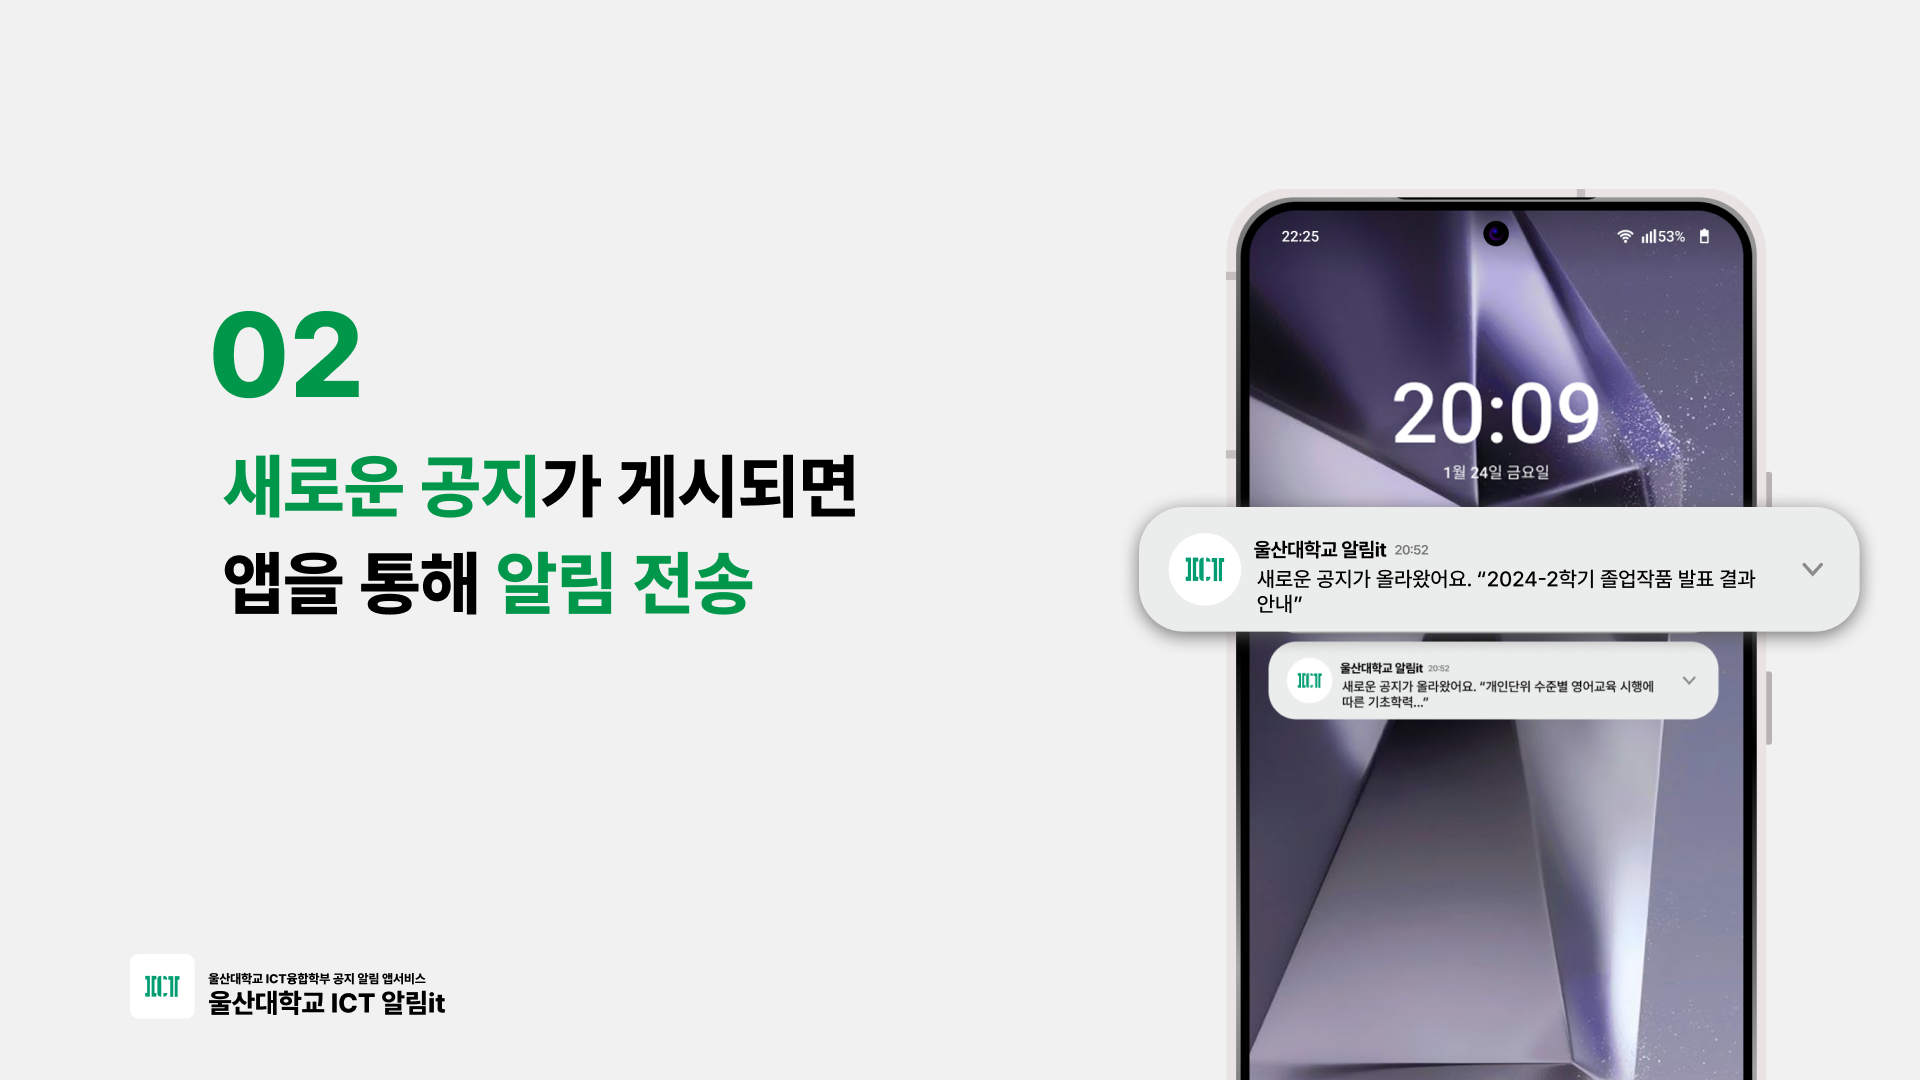 02
새로운 공지가 게시되면
앱을 통해 알림 전송
22:25
53%
20:09
1월 24일 금요일
ICT
울산대학교 알림it 20:52
새로운 공지가 올라왔어요. “2024-2학기 졸업작품 발표 결과
안내”
ICT
울산대학교 알림it 20:52
새로운 공지가 올라왔어요. “개인단위 수준별 영어교육 시행에
따른 기초학력...”
ICT
울산대학교 ICT융합학부 공지 알림 앱서비스
울산대학교 ICT 알림it